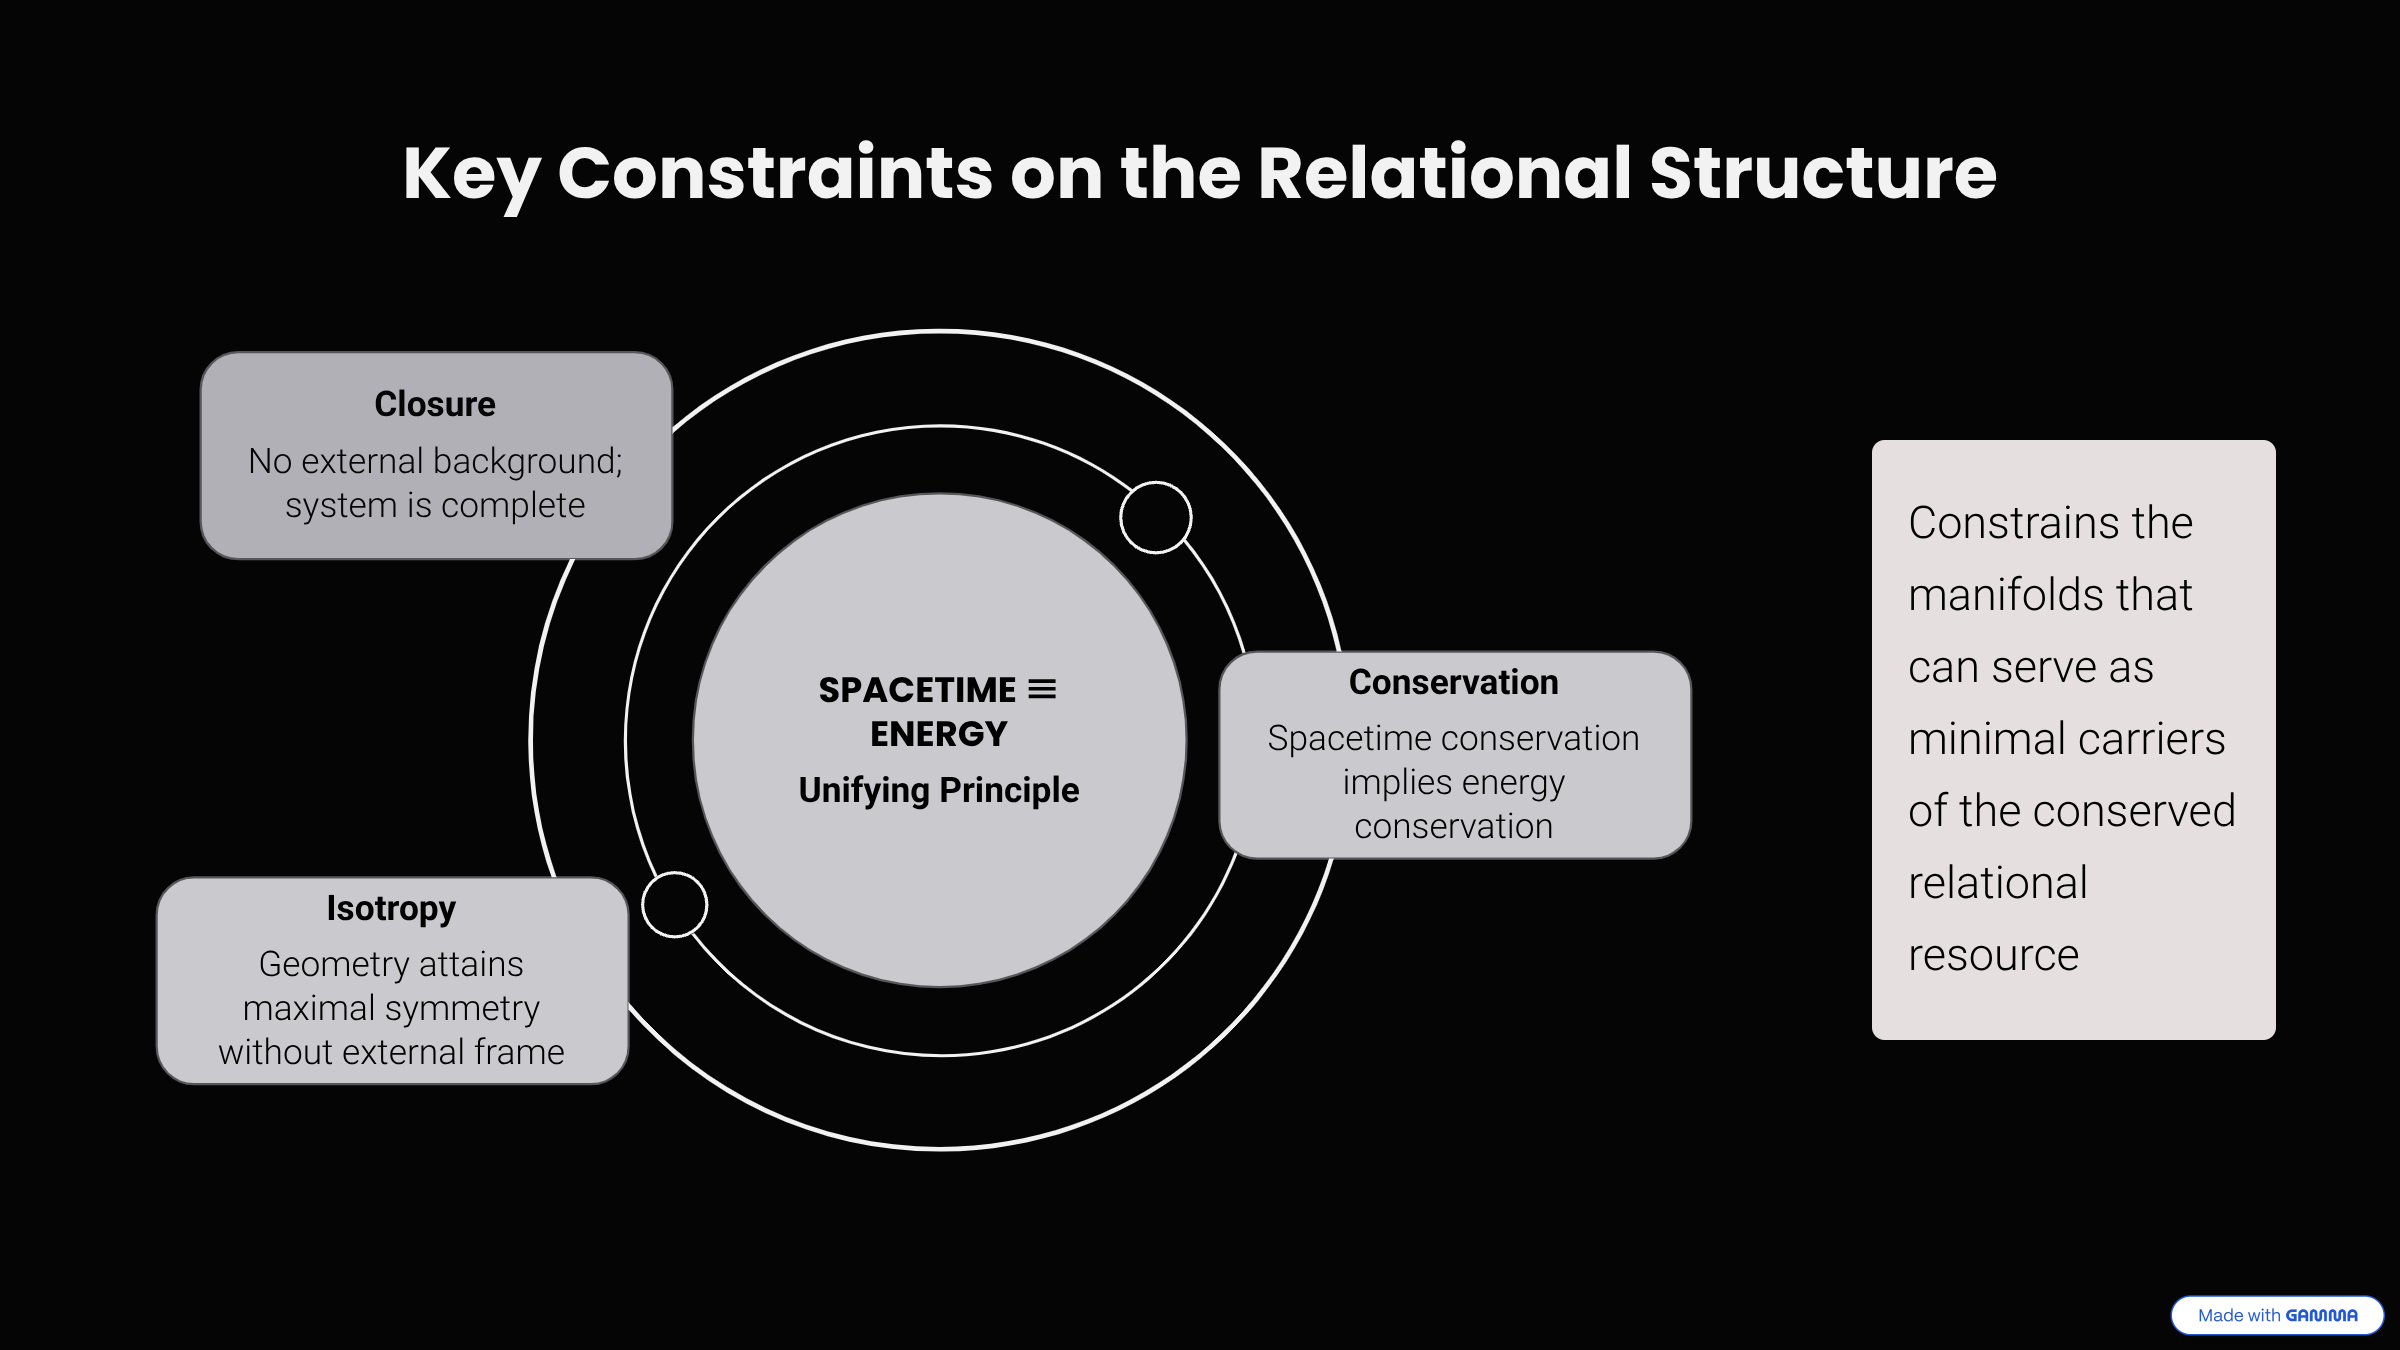 Key Constraints on the Relational Structure
Closure
No external background;
system is complete
SPACETIME ≡
ENERGY
Unifying Principle
Conservation
Spacetime conservation
implies energy
conservation
Isotropy
Geometry attains
maximal symmetry
without external frame
Constrains the
manifolds that
can serve as
minimal carriers
of the conserved
relational
resource
Made with GAMMA